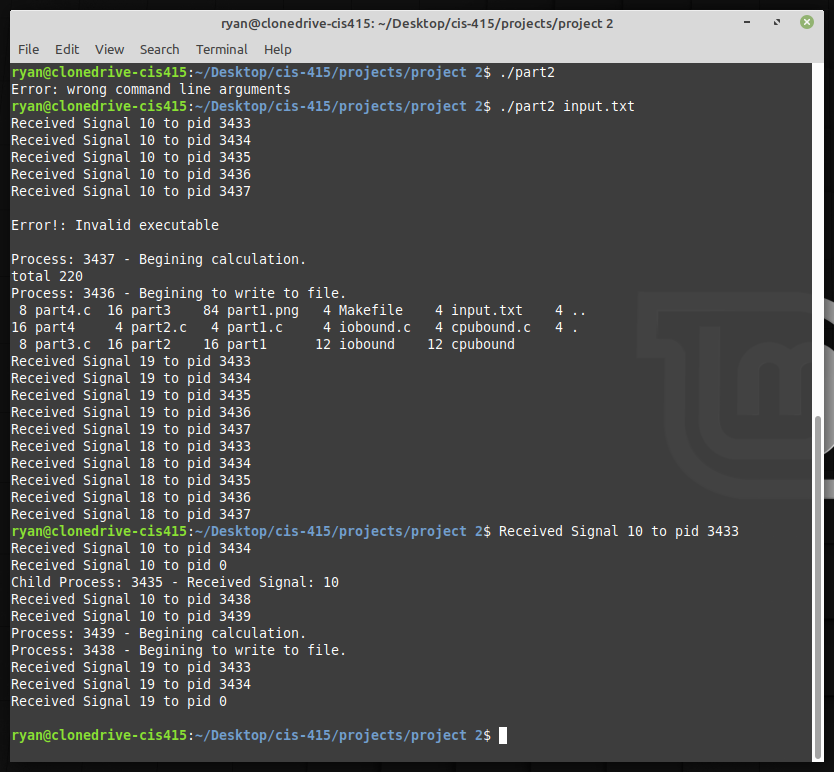 ryan@clonedrive-cis415: ~/Desktop/cis-415/projects/project 2
File Edit View Search Terminal Help
ryan@clonedrive-cis415:~/Desktop/cis-415/projects/project 2$ ./part2
Error: wrong command line arguments
ryan@clonedrive-cis415:~/Desktop/cis-415/projects/project 2$ ./part2 input.txt
Received Signal 10 to pid 3433
Received Signal 10 to pid 3434
Received Signal 10 to pid 3435
Received Signal 10 to pid 3436
Received Signal 10 to pid 3437
Error!: Invalid executable
Process: 3437 - Begining calculation.
total 220
Process: 3436 - Begining to write to file.
 8 part4.c  16 part3    84 part1.png   4 Makefile    4 input.txt    4 ..
16 part4     4 part2.c   4 part1.c     4 iobound.c   4 cpubound.c   4 .
 8 part3.c  16 part2    16 part1      12 iobound    12 cpubound
Received Signal 19 to pid 3433
Received Signal 19 to pid 3434
Received Signal 19 to pid 3435
Received Signal 19 to pid 3436
Received Signal 19 to pid 3437
Received Signal 18 to pid 3433
Received Signal 18 to pid 3434
Received Signal 18 to pid 3435
Received Signal 18 to pid 3436
Received Signal 18 to pid 3437
ryan@clonedrive-cis415:~/Desktop/cis-415/projects/project 2$ Received Signal 10 to pid 3433
Received Signal 10 to pid 3434
Received Signal 10 to pid 0
Child Process: 3435 - Received Signal: 10
Received Signal 10 to pid 3438
Received Signal 10 to pid 3439
Process: 3439 - Begining calculation.
Process: 3438 - Begining to write to file.
Received Signal 19 to pid 3433
Received Signal 19 to pid 3434
Received Signal 19 to pid 0
ryan@clonedrive-cis415:~/Desktop/cis-415/projects/project 2$